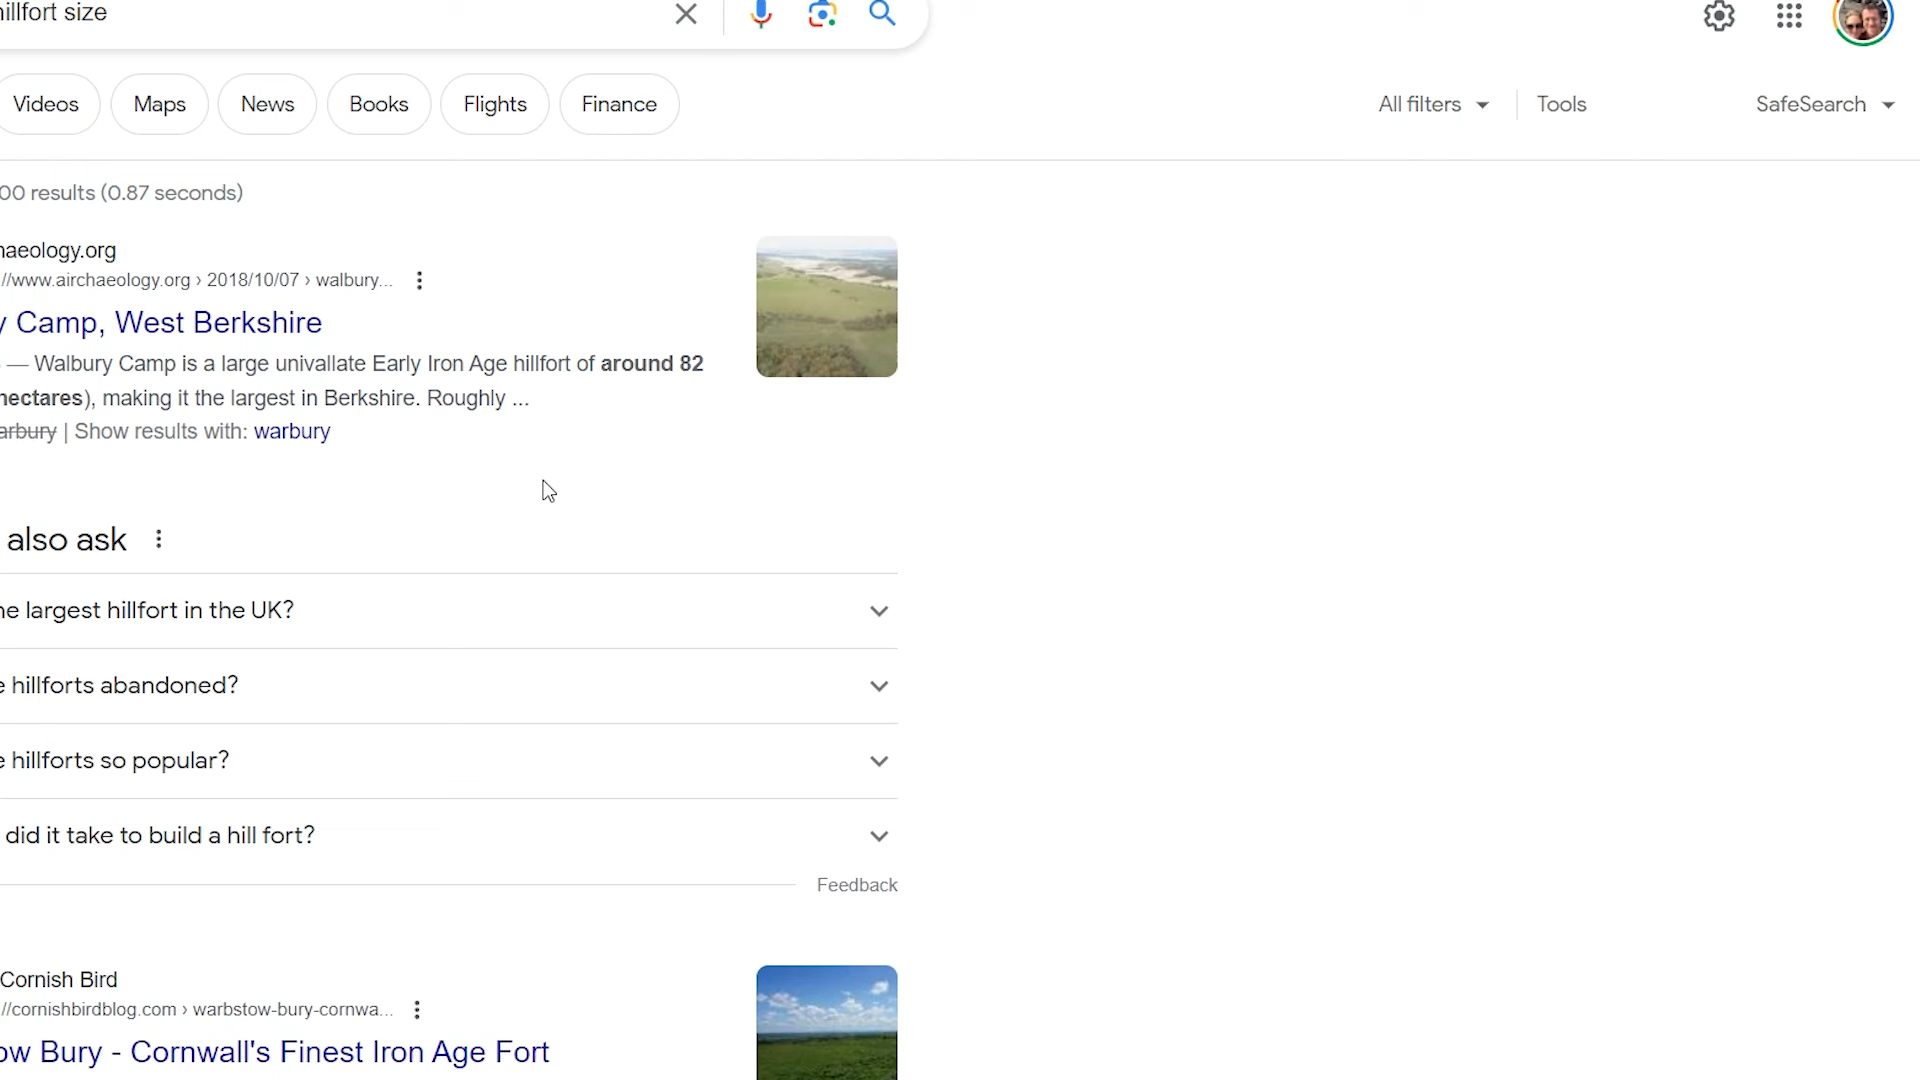 hillfort size
Videos Maps News Books Flights Finance All filters Tools SafeSearch
00 results (0.87 seconds)
haeology.org
//www.airchaeology.org › 2018/10/07 › walbury...
y Camp, West Berkshire
— Walbury Camp is a large univallate Early Iron Age hillfort of around 82
hectares), making it the largest in Berkshire. Roughly ...
arbury | Show results with: warbury
also ask
he largest hillfort in the UK?
e hillforts abandoned?
e hillforts so popular?
did it take to build a hill fort?
Feedback
Cornish Bird
//cornishbirdblog.com › warbstow-bury-cornwa...
ow Bury - Cornwall's Finest Iron Age Fort